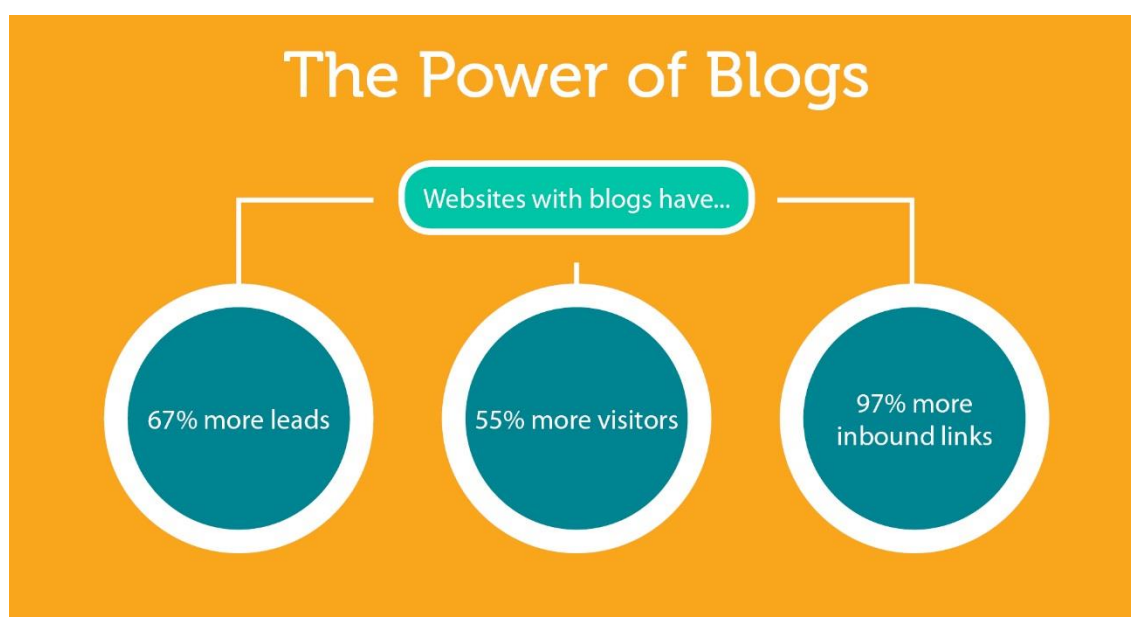 The Power of Blogs
Websites with blogs have...
67% more leads
55% more visitors
97% more
inbound links